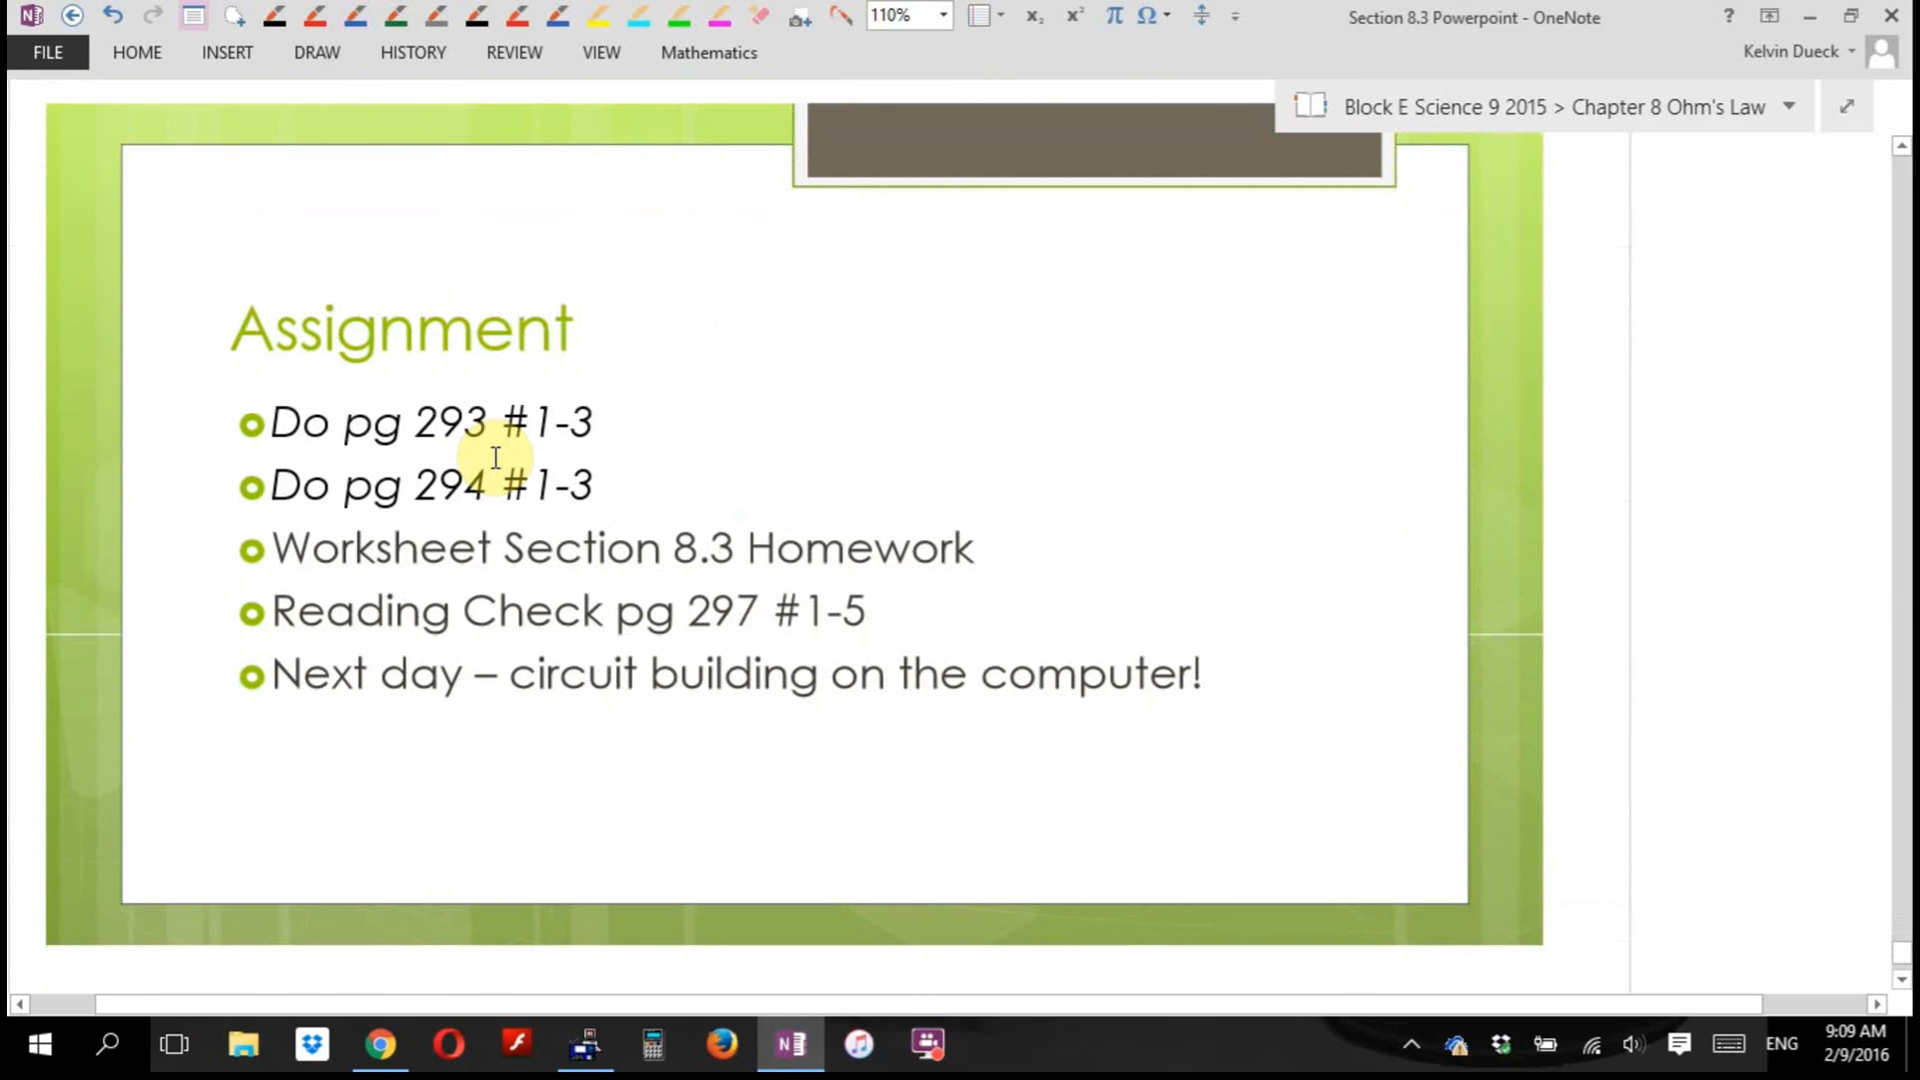 110%
x₂
x²
π
Ω
Section 8.3 Powerpoint - OneNote
?
FILE
HOME
INSERT
DRAW
HISTORY
REVIEW
VIEW
Mathematics
Kelvin Dueck
Block E Science 9 2015 > Chapter 8 Ohm's Law
Assignment
Do pg 293 #1-3
Do pg 294 #1-3
Worksheet Section 8.3 Homework
Reading Check pg 297 #1-5
Next day – circuit building on the computer!
ENG
9:09 AM
2/9/2016